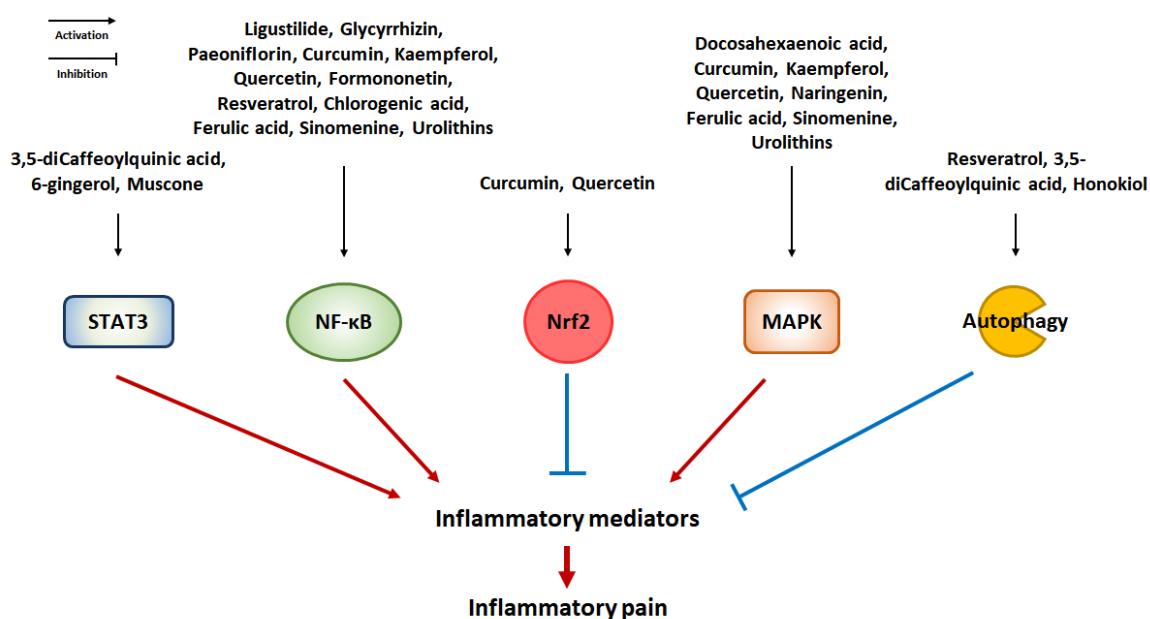 Activation
Inhibition
Ligustilide, Glycyrrhizin,
Paeoniflorin, Curcumin, Kaempferol,
Quercetin, Formononetin,
Resveratrol, Chlorogenic acid,
Ferulic acid, Sinomenine, Urolithins
Docosahexaenoic acid,
Curcumin, Kaempferol,
Quercetin, Naringenin,
Ferulic acid, Sinomenine,
Urolithins
3,5-diCaffeoylquinic acid,
6-gingerol, Muscone
Curcumin, Quercetin
Resveratrol, 3,5-
diCaffeoylquinic acid, Honokiol
STAT3
NF-κB
Nrf2
MAPK
Autophagy
Inflammatory mediators
Inflammatory pain